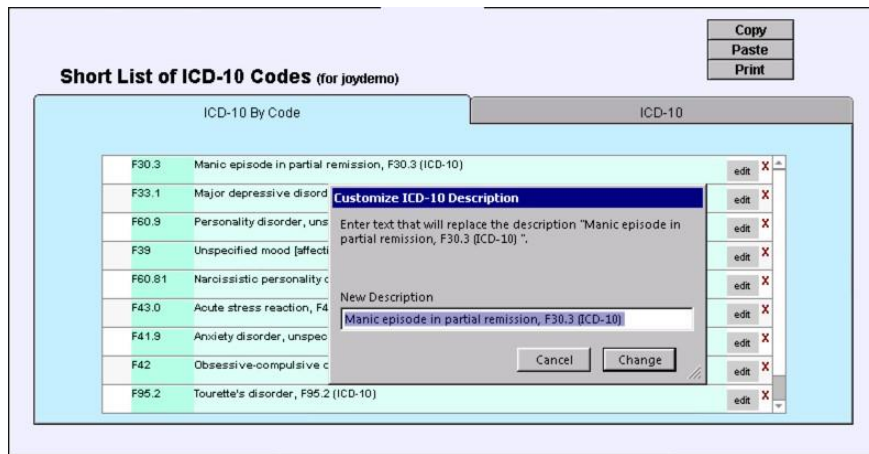 Copy
Paste
Print
Short List of ICD-10 Codes (for joydemo)
ICD-10 By Code
ICD-10
F30.3 Manic episode in partial remission, F30.3 (ICD-10) edit X
F33.1 Major depressive disord edit X
Customize ICD-10 Description
F60.9 Personality disorder, uns edit X
Enter text that will replace the description "Manic episode in
partial remission, F30.3 (ICD-10) ".
F39 Unspecified mood [affecti edit X
F60.81 Narcissistic personality edit X
New Description
F43.0 Acute stress reaction, F4 edit X
Manic episode in partial remission, F30.3 (ICD-10)
F41.9 Anxiety disorder, unspec edit X
Cancel
Change
F42 Obsessive-compulsive edit X
F95.2 Tourette's disorder, F95.2 (ICD-10) edit X